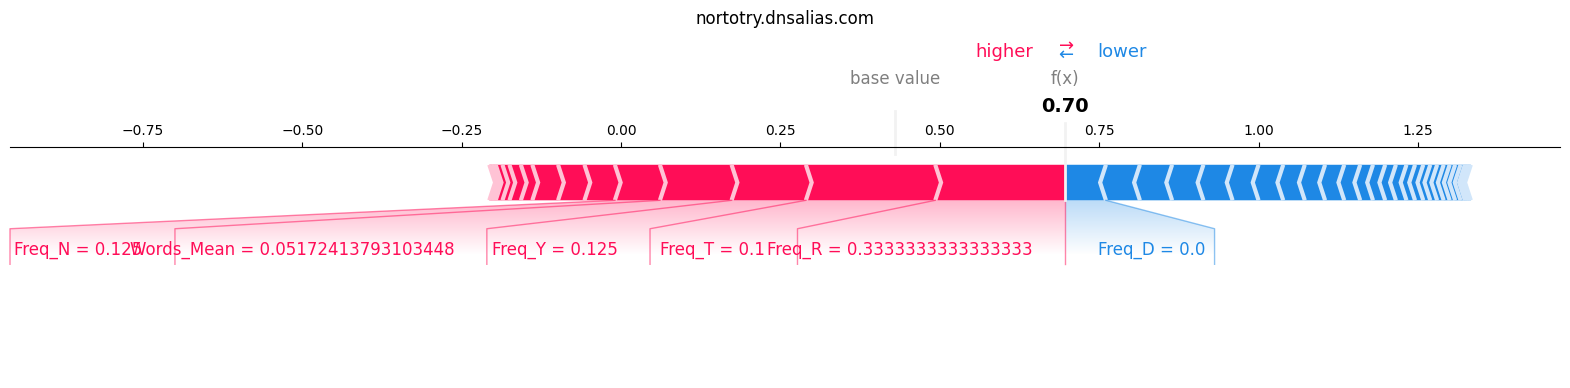 nortotry.dnsalias.com
higher ⇄ lower
base value f(x)
0.70
−0.75 −0.50 −0.25 0.00 0.25 0.50 0.75 1.00 1.25
Freq_N = 0.125 Words_Mean = 0.05172413793103448 Freq_Y = 0.125 Freq_T = 0.1 Freq_R = 0.3333333333333333 Freq_D = 0.0